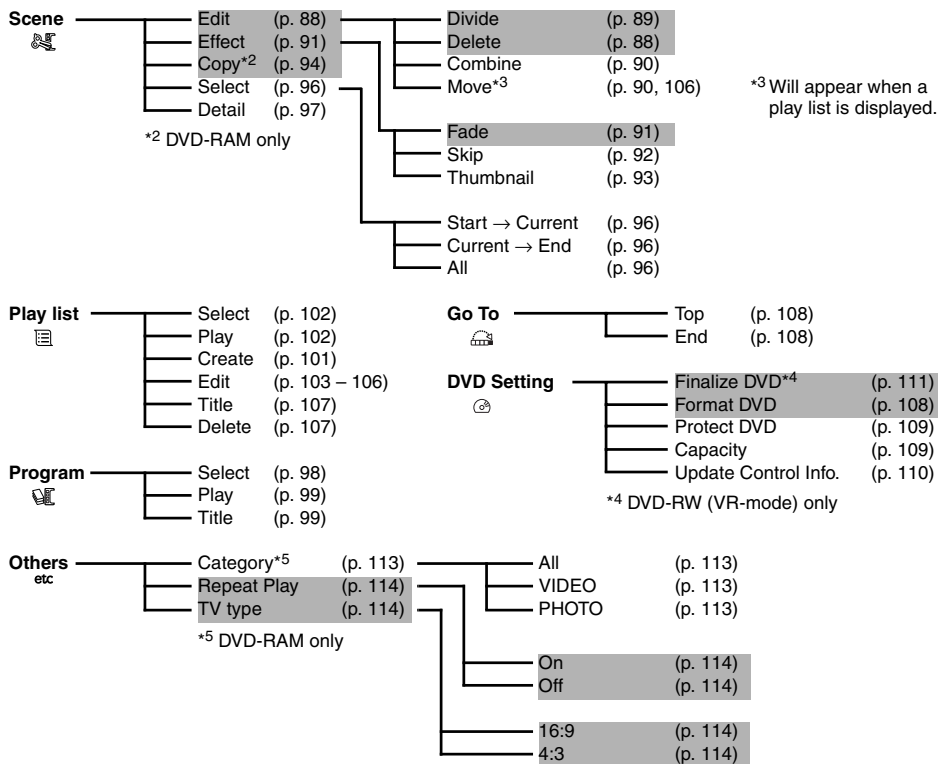 Scene
Edit (p. 88)
Effect (p. 91)
Copy*2 (p. 94)
Select (p. 96)
Detail (p. 97)
*2 DVD-RAM only
Divide (p. 89)
Delete (p. 88)
Combine (p. 90)
Move*3 (p. 90, 106)
*3 Will appear when a
play list is displayed.
Fade (p. 91)
Skip (p. 92)
Thumbnail (p. 93)
Start → Current (p. 96)
Current → End (p. 96)
All (p. 96)
Play list
Select (p. 102)
Play (p. 102)
Create (p. 101)
Edit (p. 103 – 106)
Title (p. 107)
Delete (p. 107)
Go To
Top (p. 108)
End (p. 108)
DVD Setting
Finalize DVD*4 (p. 111)
Format DVD (p. 108)
Protect DVD (p. 109)
Capacity (p. 109)
Update Control Info. (p. 110)
*4 DVD-RW (VR-mode) only
Program
Select (p. 98)
Play (p. 99)
Title (p. 99)
Others
etc
Category*5 (p. 113)
Repeat Play (p. 114)
TV type (p. 114)
*5 DVD-RAM only
All (p. 113)
VIDEO (p. 113)
PHOTO (p. 113)
On (p. 114)
Off (p. 114)
16:9 (p. 114)
4:3 (p. 114)